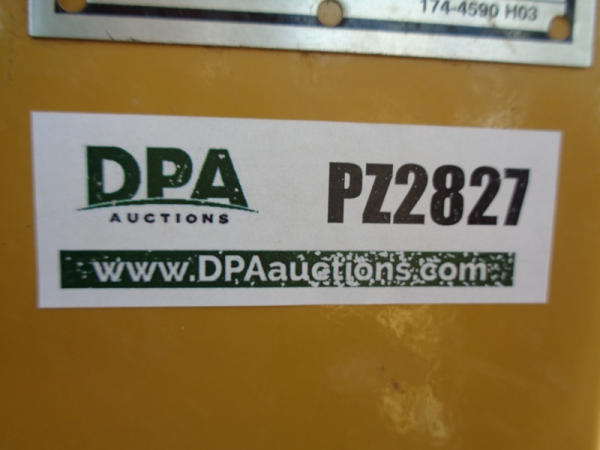 174-4590 H03
DPA
AUCTIONS
PZ2827
www.DPAauctions.com